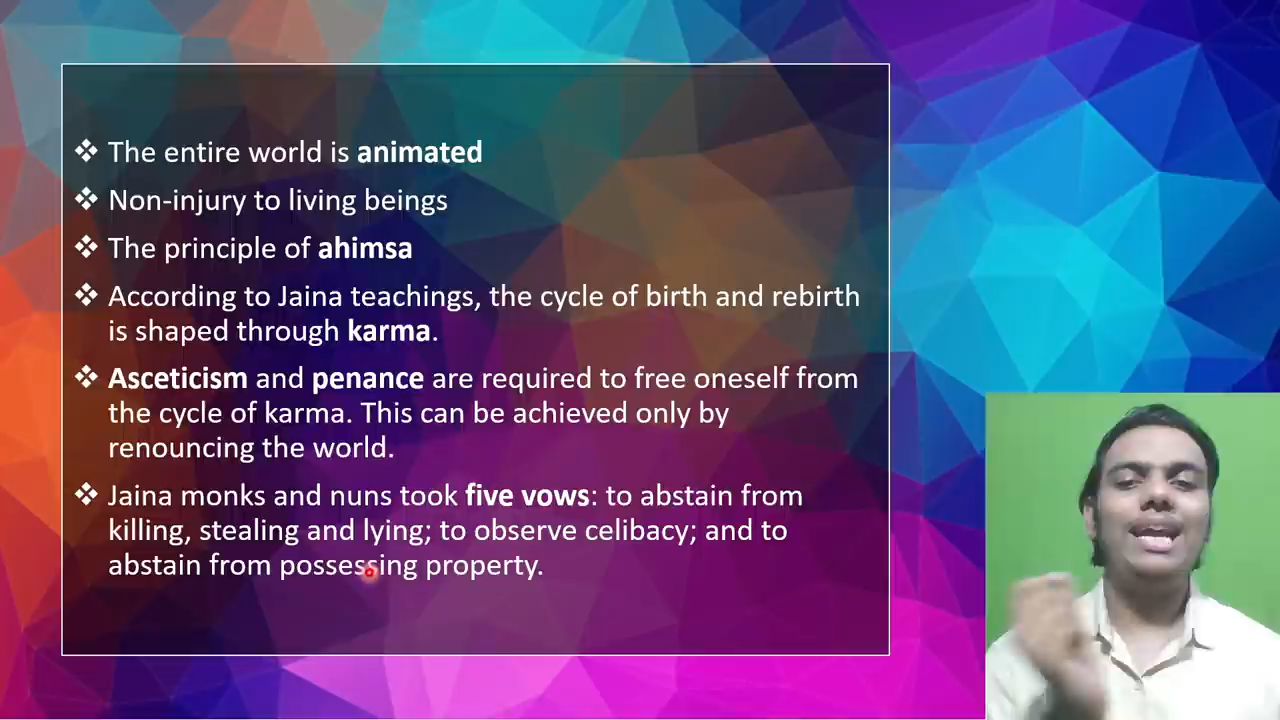 ❖ The entire world is animated
❖ Non-injury to living beings
❖ The principle of ahimsa
❖ According to Jaina teachings, the cycle of birth and rebirth
is shaped through karma.
❖ Asceticism and penance are required to free oneself from
the cycle of karma. This can be achieved only by
renouncing the world.
❖ Jaina monks and nuns took five vows: to abstain from
killing, stealing and lying; to observe celibacy; and to
abstain from possessing property.